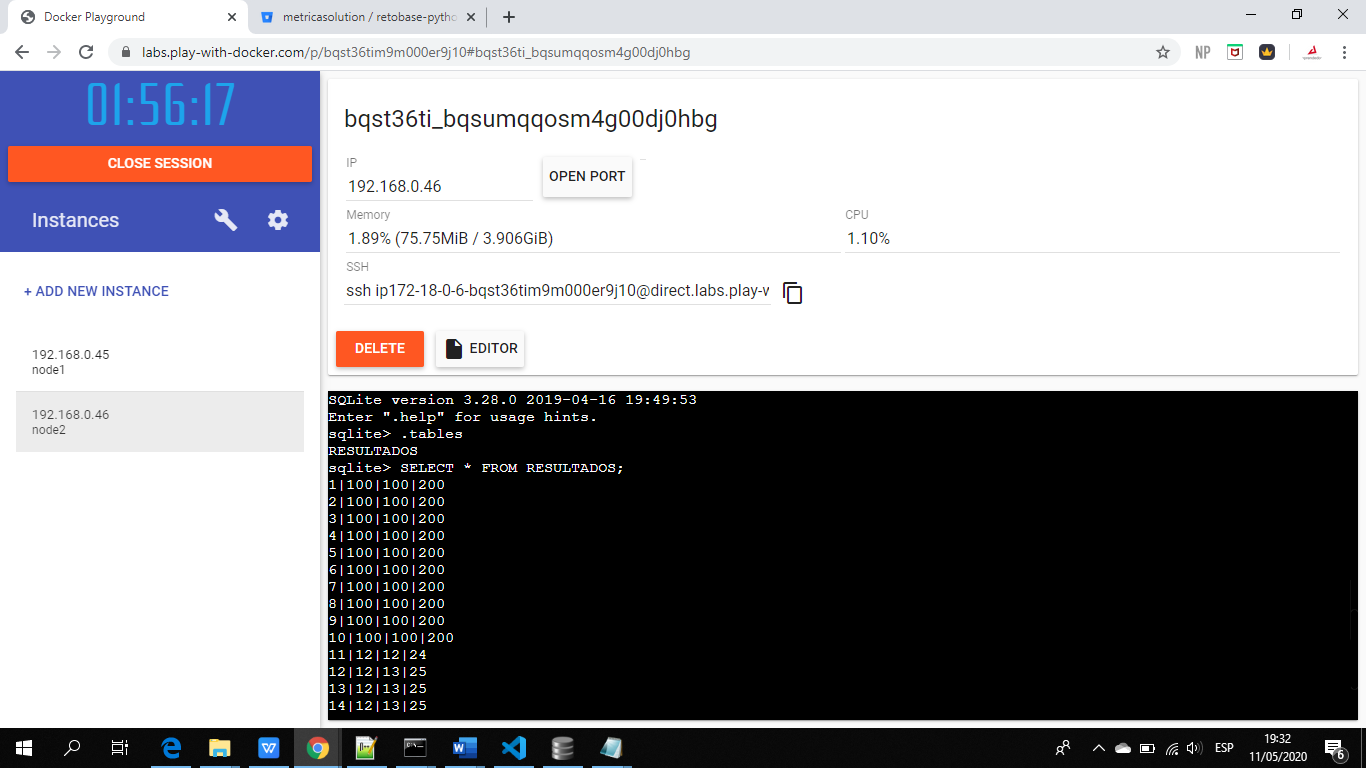 Docker Playground
metricasolution / retobase-pytho
labs.play-with-docker.com/p/bqst36tim9m000er9j10#bqst36ti_bqsumqqosm4g00dj0hbg
NP
01:56:17
CLOSE SESSION
Instances
+ ADD NEW INSTANCE
192.168.0.45
node1
192.168.0.46
node2
bqst36ti_bqsumqqosm4g00dj0hbg
IP
192.168.0.46
OPEN PORT
Memory
1.89% (75.75MiB / 3.906GiB)
CPU
1.10%
SSH
ssh ip172-18-0-6-bqst36tim9m000er9j10@direct.labs.play-w
DELETE
EDITOR
SQLite version 3.28.0 2019-04-16 19:49:53
Enter ".help" for usage hints.
sqlite> .tables
RESULTADOS
sqlite> SELECT * FROM RESULTADOS;
1|100|100|200
2|100|100|200
3|100|100|200
4|100|100|200
5|100|100|200
6|100|100|200
7|100|100|200
8|100|100|200
9|100|100|200
10|100|100|200
11|12|12|24
12|12|13|25
13|12|13|25
14|12|13|25
ESP
19:32
11/05/2020
6